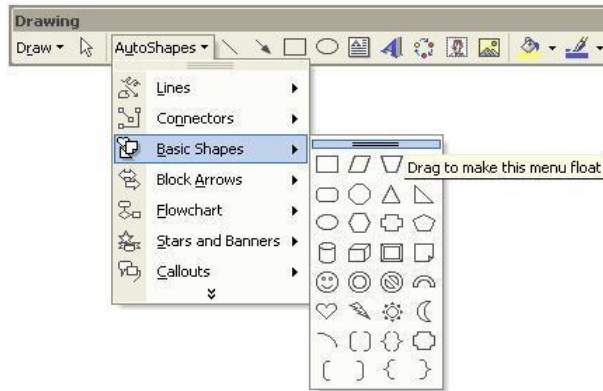 Drawing
Draw AutoShapes
Lines
Connectors
Basic Shapes
Drag to make this menu float
Block Arrows
Flowchart
Stars and Banners
Callouts